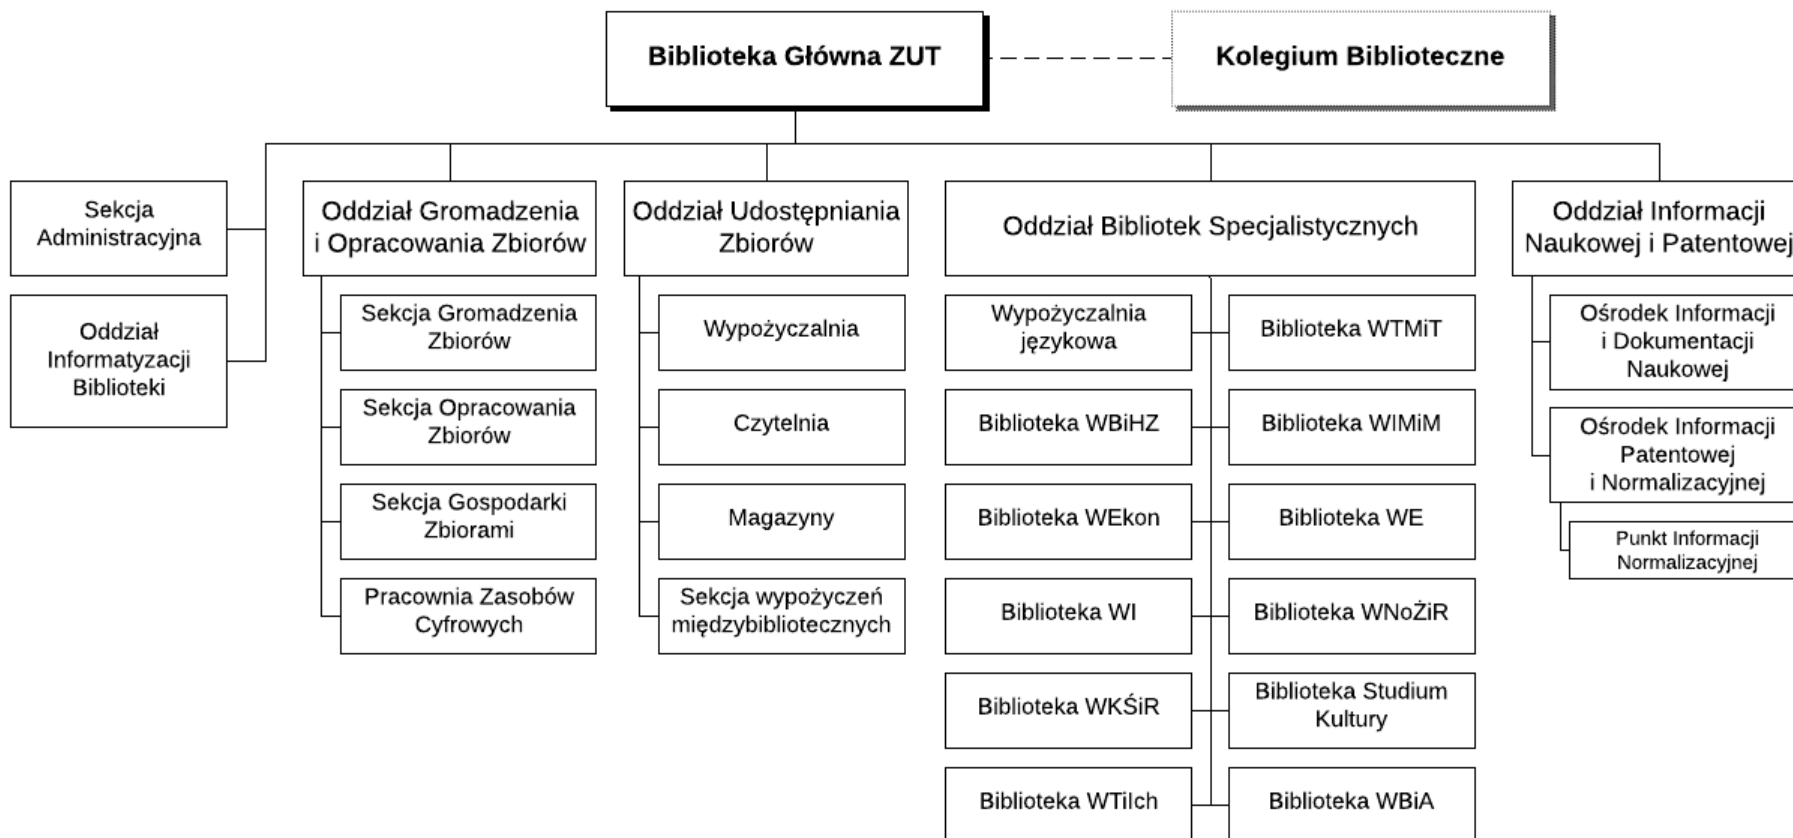 Biblioteka Główna ZUT
Kolegium Biblioteczne
Sekcja
Administracyjna
Oddział
Informatyzacji
Biblioteki
Oddział Gromadzenia
i Opracowania Zbiorów
Sekcja Gromadzenia
Zbiorów
Sekcja Opracowania
Zbiorów
Sekcja Gospodarki
Zbiorami
Pracownia Zasobów
Cyfrowych
Oddział Udostępniania
Zbiorów
Wypożyczalnia
Czytelnia
Magazyny
Sekcja wypożyczeń
międzybibliotecznych
Oddział Bibliotek Specjalistycznych
Wypożyczalnia
językowa
Biblioteka WTMiT
Biblioteka WBiHZ
Biblioteka WIMiM
Biblioteka WEkon
Biblioteka WE
Biblioteka WI
Biblioteka WNoŻiR
Biblioteka WKŚiR
Biblioteka Studium
Kultury
Biblioteka WTiIch
Biblioteka WBiA
Oddział Informacji
Naukowej i Patentowej
Ośrodek Informacji
i Dokumentacji
Naukowej
Ośrodek Informacji
Patentowej
i Normalizacyjnej
Punkt Informacji
Normalizacyjnej